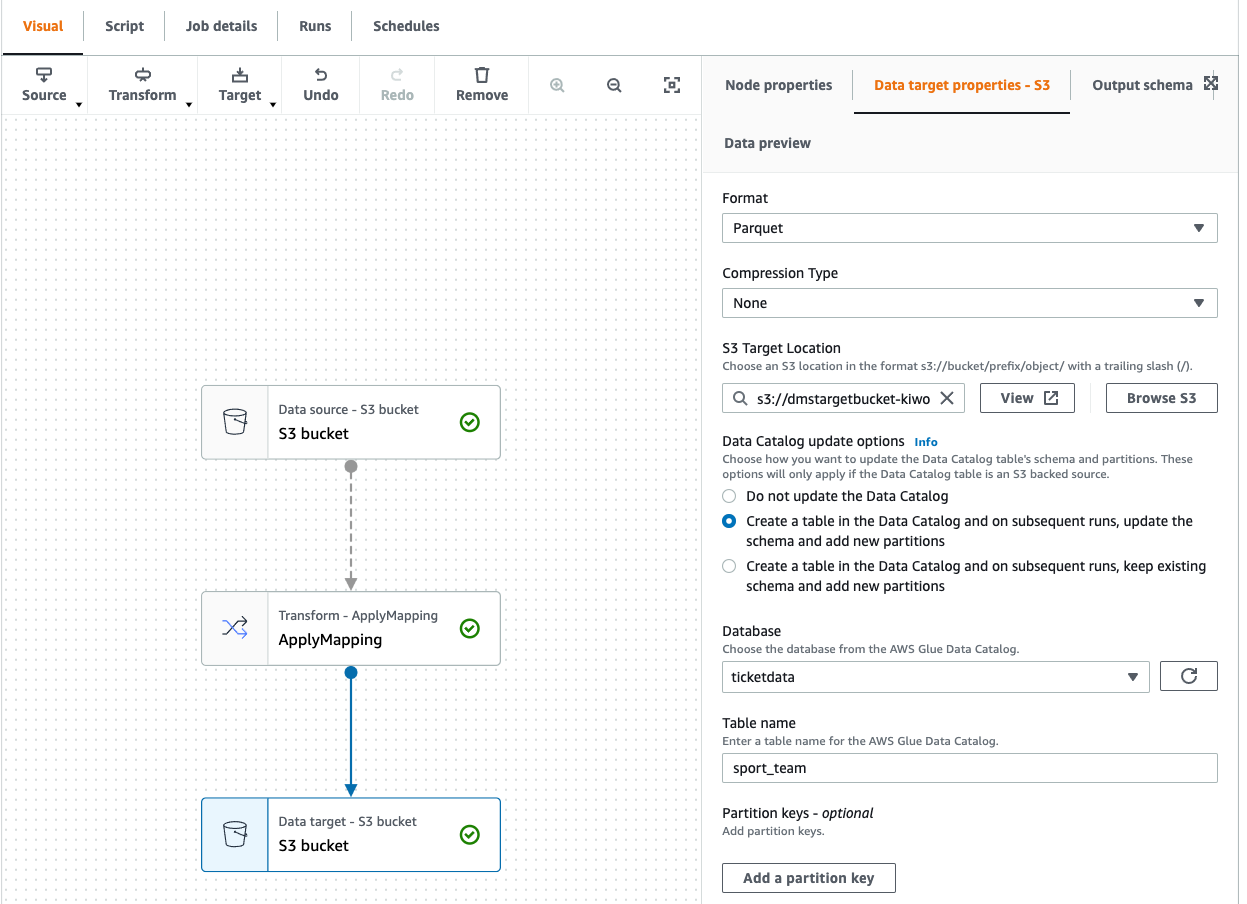 Visual
Script
Job details
Runs
Schedules
Source
Transform
Target
Undo
Redo
Remove
Node properties
Data target properties - S3
Output schema
Data preview
Format
Parquet
Compression Type
None
S3 Target Location
Choose an S3 location in the format s3://bucket/prefix/object/ with a trailing slash (/).
s3://dmstargetbucket-kiwo
View
Browse S3
Data Catalog update options Info
Choose how you want to update the Data Catalog table's schema and partitions. These
options will only apply if the Data Catalog table is an S3 backed source.
Do not update the Data Catalog
Create a table in the Data Catalog and on subsequent runs, update the
schema and add new partitions
Create a table in the Data Catalog and on subsequent runs, keep existing
schema and add new partitions
Database
Choose the database from the AWS Glue Data Catalog.
ticketdata
Table name
Enter a table name for the AWS Glue Data Catalog.
sport_team
Partition keys - optional
Add partition keys.
Add a partition key
Data source - S3 bucket
S3 bucket
Transform - ApplyMapping
ApplyMapping
Data target - S3 bucket
S3 bucket